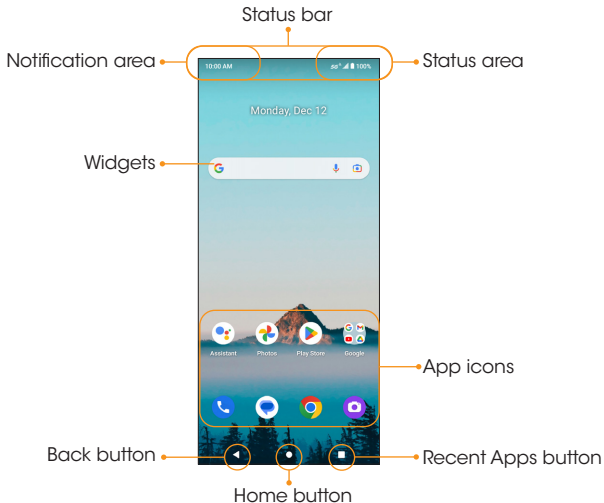 Status bar
Notification area
Status area
10:00 AM
5G+ 100%
Monday, Dec 12
Widgets
G
Assistant
Photos
Play Store
Google
App icons
Back button
Recent Apps button
Home button